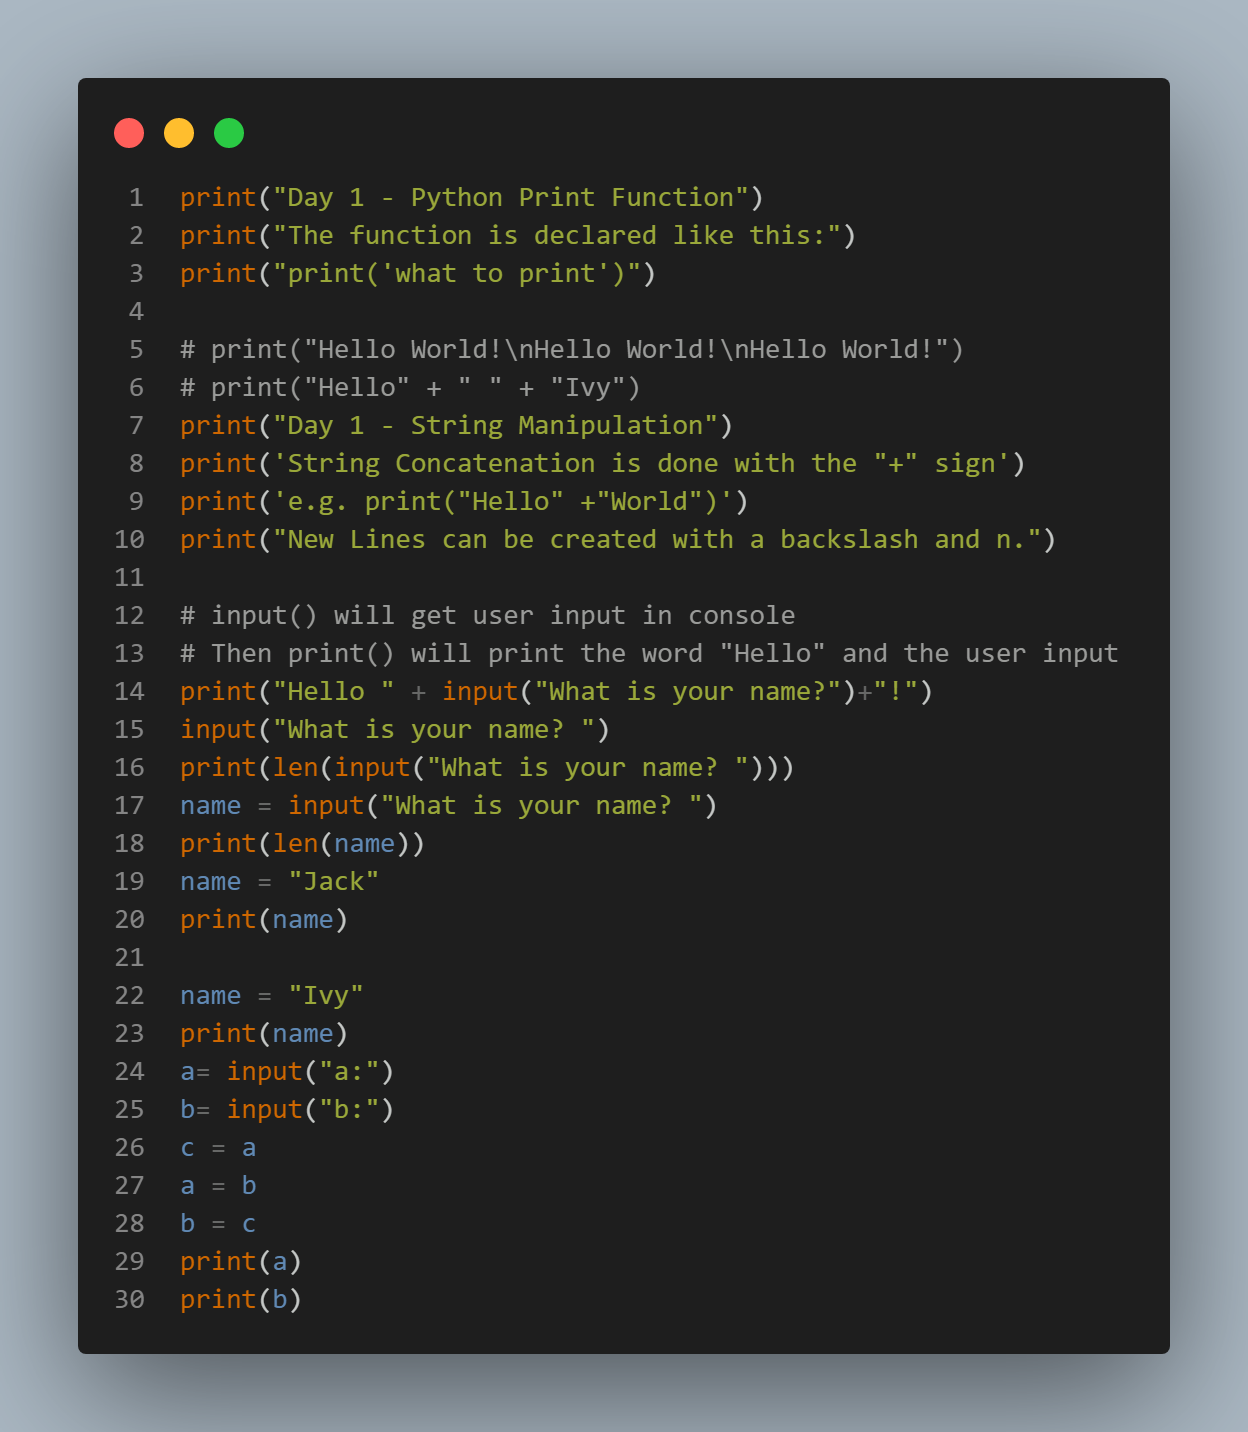 1 print("Day 1 - Python Print Function")
2 print("The function is declared like this:")
3 print("print('what to print')")
4
5 # print("Hello World!\nHello World!\nHello World!")
6 # print("Hello" + " " + "Ivy")
7 print("Day 1 - String Manipulation")
8 print('String Concatenation is done with the "+" sign')
9 print('e.g. print("Hello" +"World")')
10 print("New Lines can be created with a backslash and n.")
11
12 # input() will get user input in console
13 # Then print() will print the word "Hello" and the user input
14 print("Hello " + input("What is your name?")+"!")
15 input("What is your name? ")
16 print(len(input("What is your name? ")))
17 name = input("What is your name? ")
18 print(len(name))
19 name = "Jack"
20 print(name)
21
22 name = "Ivy"
23 print(name)
24 a= input("a:")
25 b= input("b:")
26 c = a
27 a = b
28 b = c
29 print(a)
30 print(b)